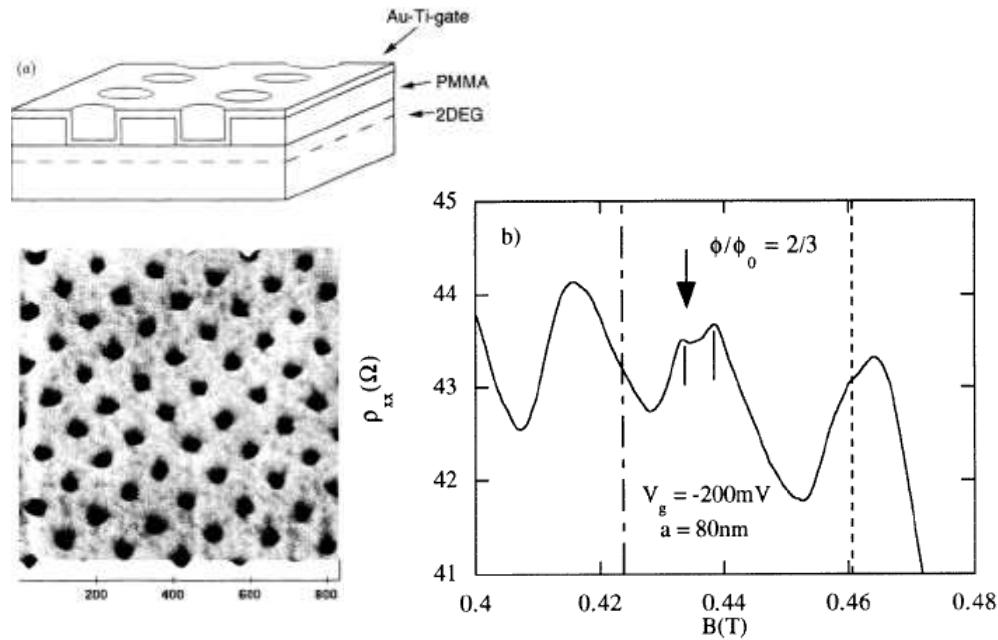 Au-Ti-gate
(a)
PMMA
2DEG
200 400 600 800
b)
ϕ/ϕ0 = 2/3
ρxx (Ω)
45
44
43
42
41
Vg = -200mV
a = 80nm
0.4 0.42 0.44 0.46 0.48
B(T)